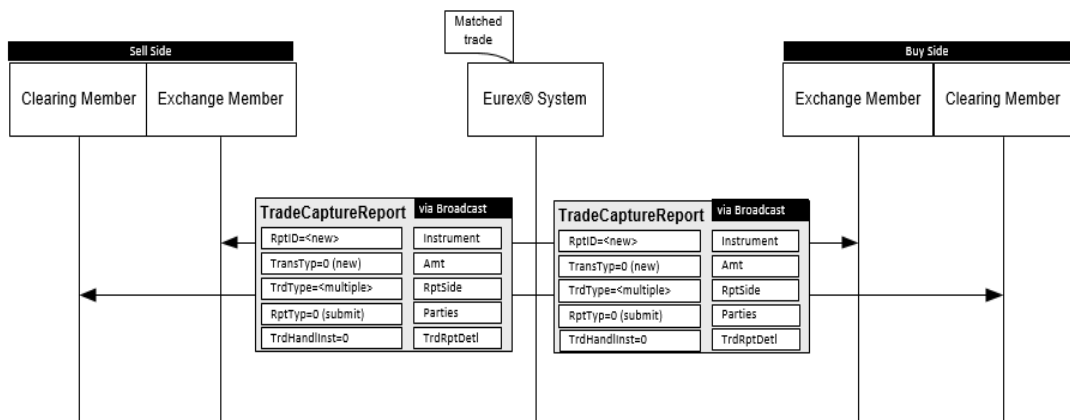 Matched
trade
Sell Side
Buy Side
Clearing Member
Exchange Member
Eurex® System
Exchange Member
Clearing Member
TradeCaptureReport
via Broadcast
RptID=<new>
Instrument
TransTyp=0 (new)
Amt
TrdType=<multiple>
RptSide
RptTyp=0 (submit)
Parties
TrdHandlInst=0
TrdRptDetl
TradeCaptureReport
via Broadcast
RptID=<new>
Instrument
TransTyp=0 (new)
Amt
TrdType=<multiple>
RptSide
RptTyp=0 (submit)
Parties
TrdHandlInst=0
TrdRptDetl